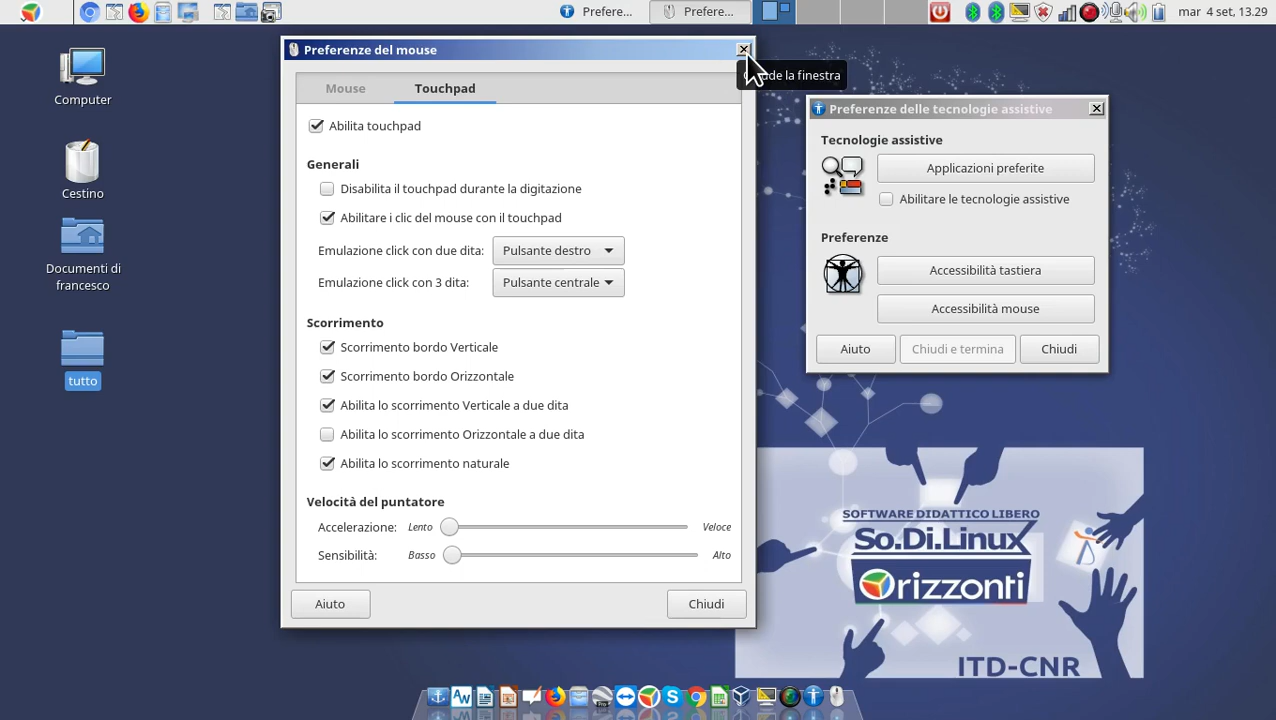 Prefere...
Prefere...
mar 4 set, 13.29
Computer
Cestino
Documenti di
francesco
tutto
Preferenze del mouse
de la finestra
Mouse
Touchpad
Abilita touchpad
Generali
Disabilita il touchpad durante la digitazione
Abilitare i clic del mouse con il touchpad
Emulazione click con due dita:
Pulsante destro
Emulazione click con 3 dita:
Pulsante centrale
Scorrimento
Scorrimento bordo Verticale
Scorrimento bordo Orizzontale
Abilita lo scorrimento Verticale a due dita
Abilita lo scorrimento Orizzontale a due dita
Abilita lo scorrimento naturale
Velocità del puntatore
Accelerazione: Lento Veloce
Sensibilità: Basso Alto
Aiuto
Chiudi
Preferenze delle tecnologie assistive
Tecnologie assistive
Applicazioni preferite
Abilitare le tecnologie assistive
Preferenze
Accessibilità tastiera
Accessibilità mouse
Aiuto
Chiudi e termina
Chiudi
SOFTWARE DIDATTICO LIBERO
So.Di.Linux
Orizzonti
ITD-CNR